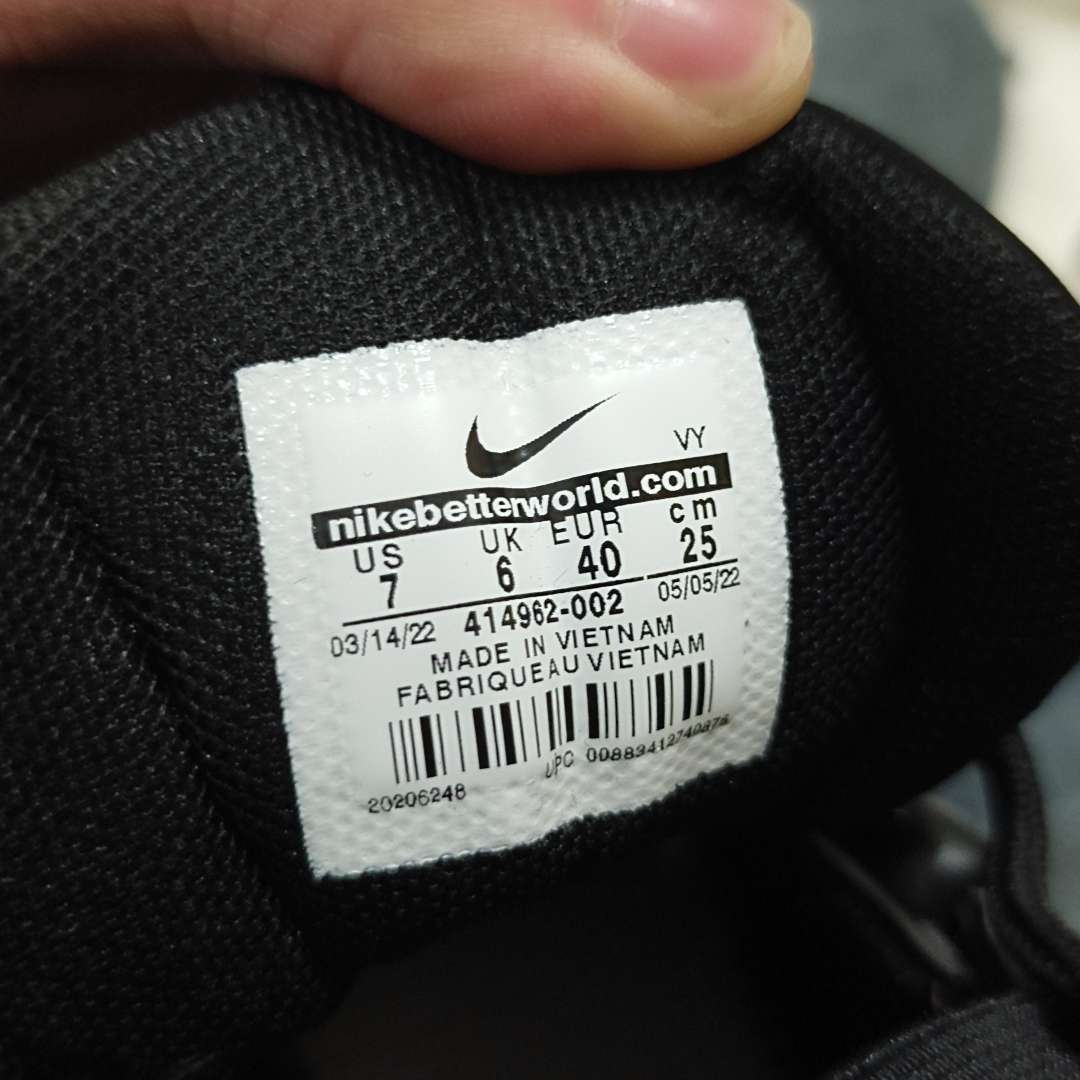 VY
nikebetterworld.com
US UK EUR cm
7 6 40 25
03/14/22 414962-002 05/05/22
MADE IN VIETNAM
FABRIQUEAU VIETNAM
UPC
20206248